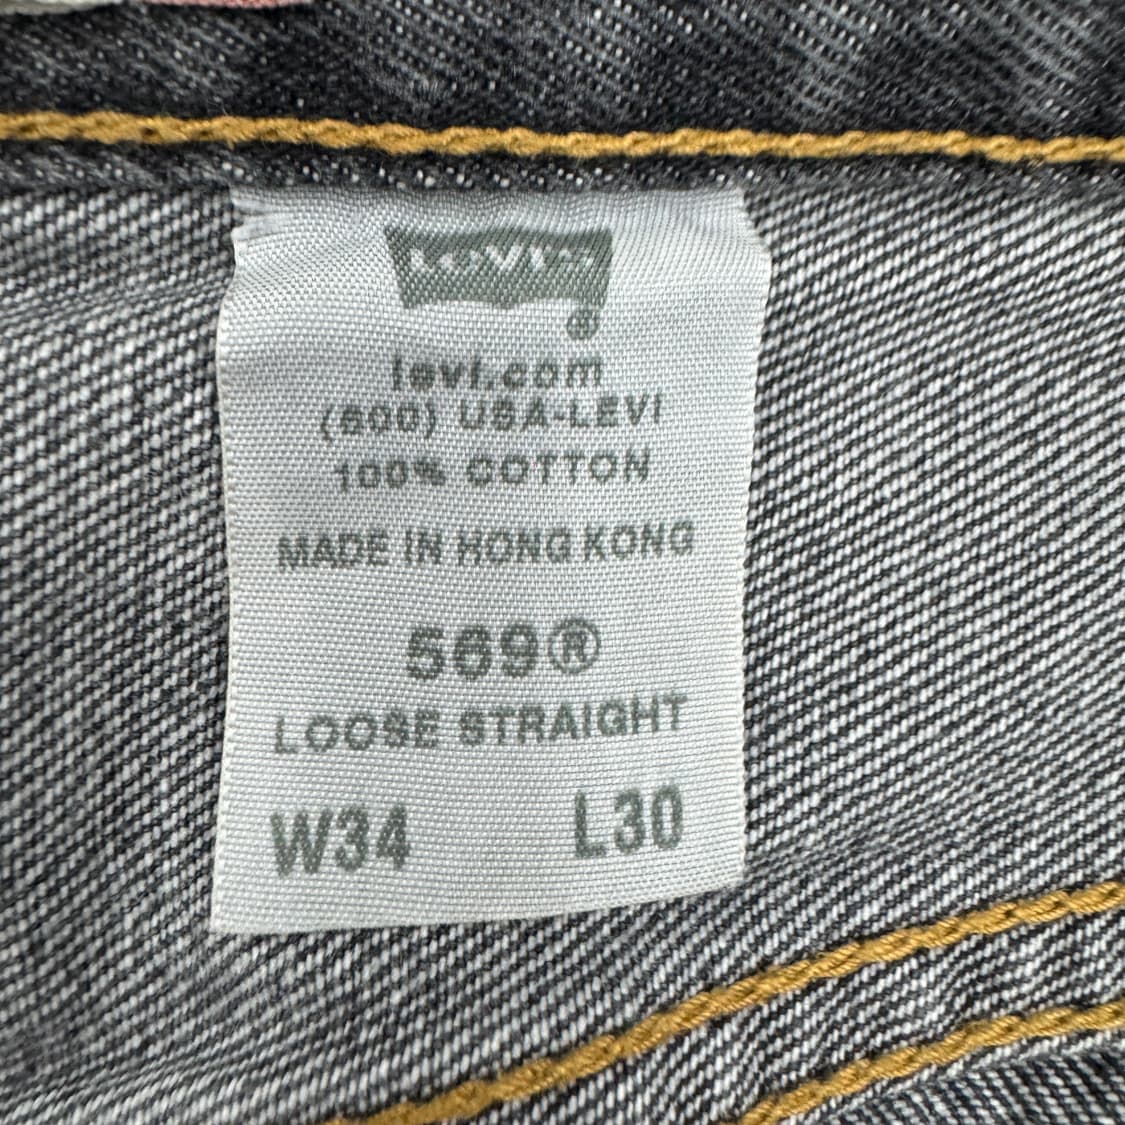 Levi's
®
levi.com
(800) USA-LEVI
100% COTTON
MADE IN HONG KONG
569®
LOOSE STRAIGHT
W34 L30